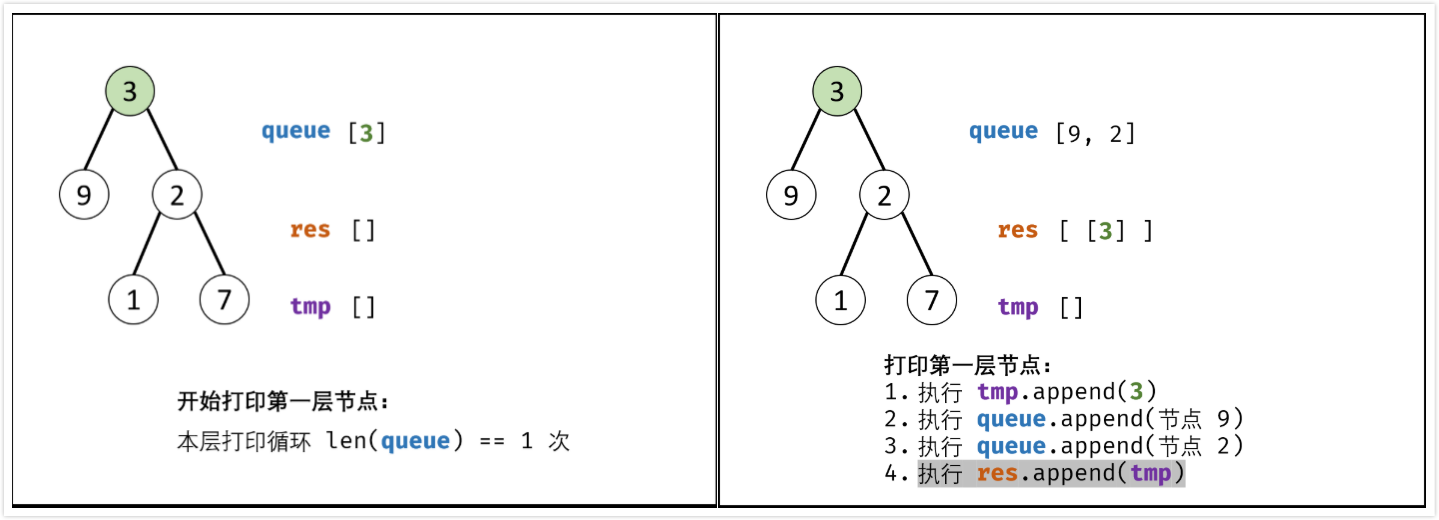 3
queue [3]
9
2
res []
1
7
tmp []
开始打印第一层节点：
本层打印循环 len(queue) == 1 次
3
queue [9, 2]
9
2
res [ [3] ]
1
7
tmp []
打印第一层节点：
1. 执行 tmp.append(3)
2. 执行 queue.append(节点 9)
3. 执行 queue.append(节点 2)
4. 执行 res.append(tmp)